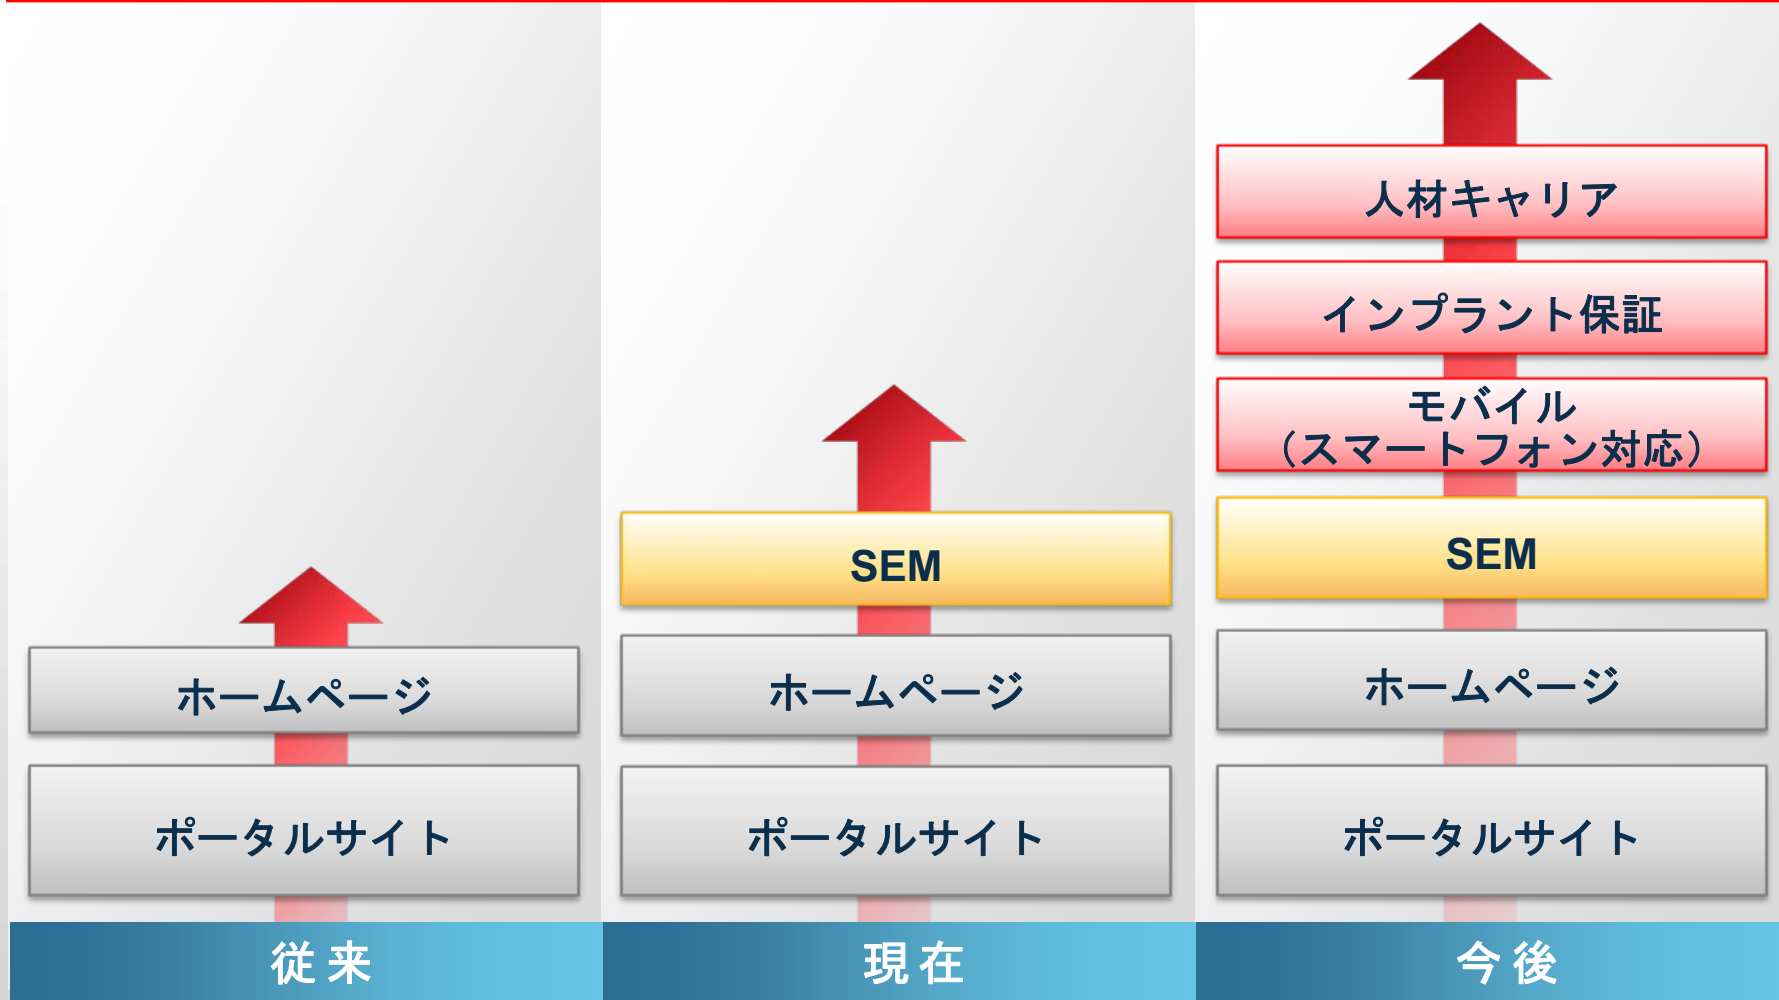 ホームページ
ポータルサイト
従来
SEM
ホームページ
ポータルサイト
現在
人材キャリア
インプラント保証
モバイル
（スマートフォン対応）
SEM
ホームページ
ポータルサイト
今後